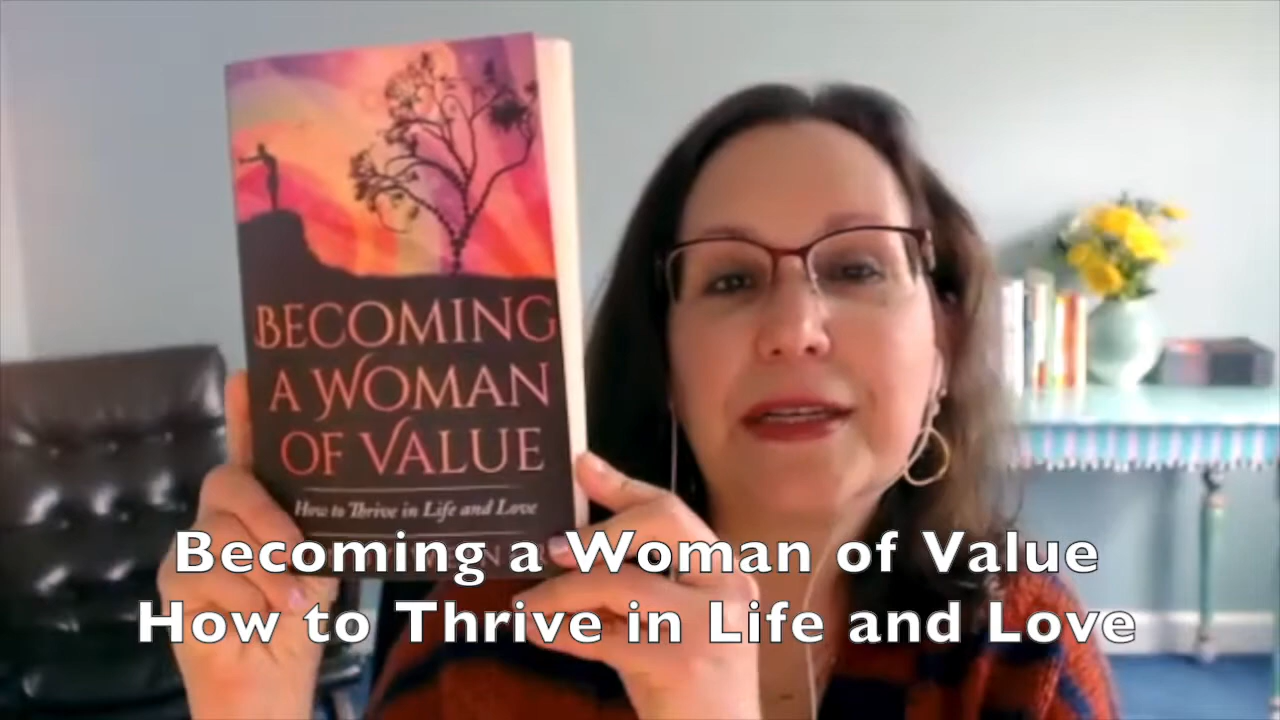 BECOMING
A WOMAN
OF VALUE
How to Thrive in Life and Love
Becoming a Woman of Value
How to Thrive in Life and Love